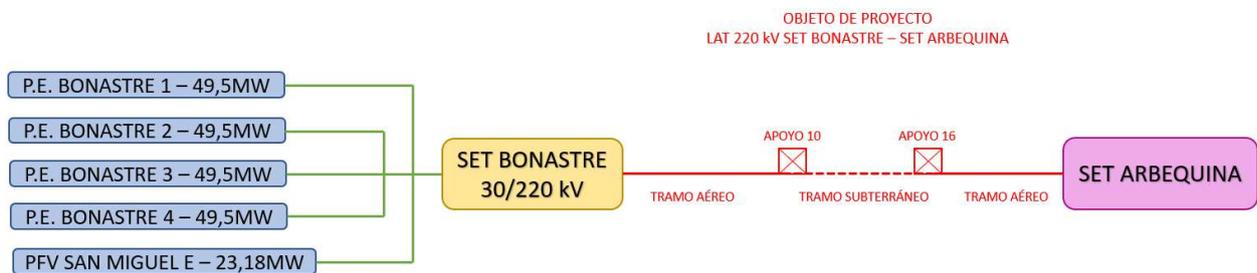 OBJETO DE PROYECTO
LAT 220 kV SET BONASTRE – SET ARBEQUINA
P.E. BONASTRE 1 – 49,5MW
P.E. BONASTRE 2 – 49,5MW
P.E. BONASTRE 3 – 49,5MW
P.E. BONASTRE 4 – 49,5MW
PFV SAN MIGUEL E – 23,18MW
SET BONASTRE
30/220 kV
APOYO 10
APOYO 16
TRAMO AÉREO
TRAMO SUBTERRÁNEO
TRAMO AÉREO
SET ARBEQUINA